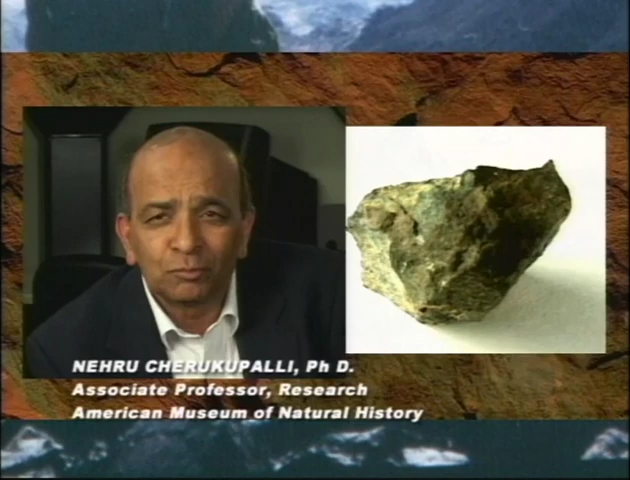 NEHRU CHERUKUPALLI, Ph D.
Associate Professor, Research
American Museum of Natural History